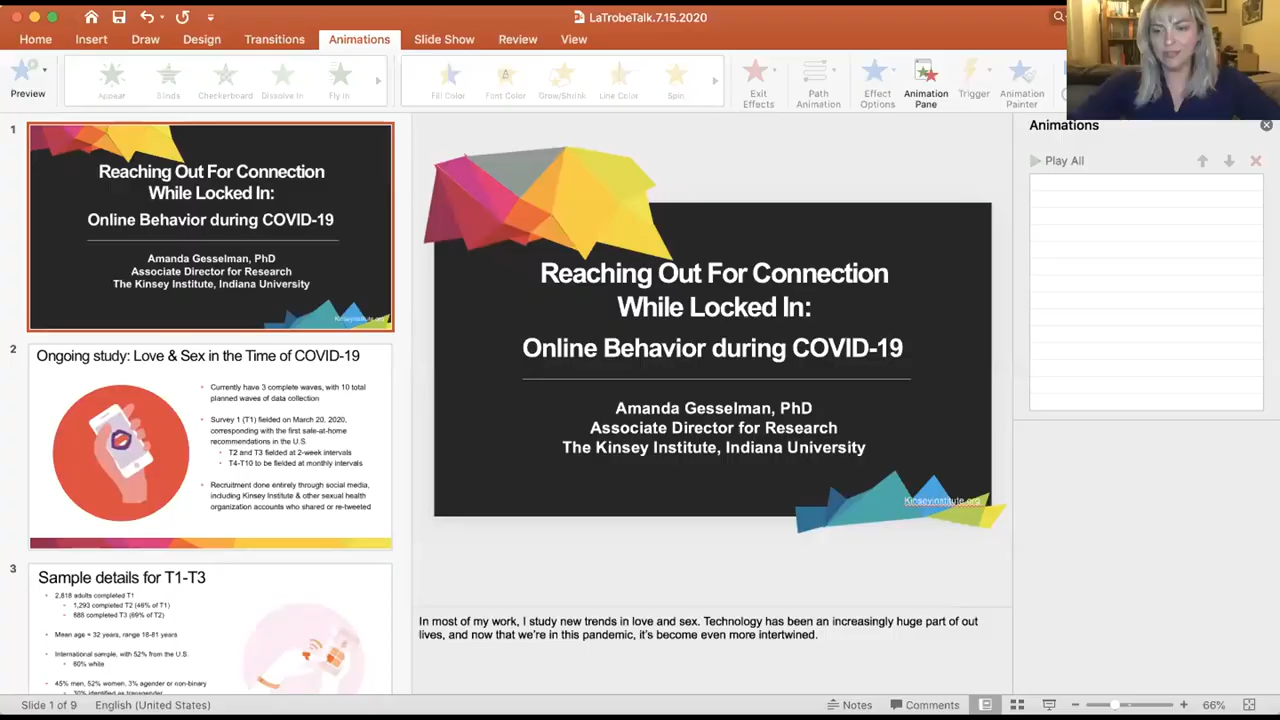 LaTrobeTalk.7.15.2020
Home Insert Draw Design Transitions Animations Slide Show Review View
Preview
Appear Blinds Checkerboard Dissolve In Fly In
Fill Color Font Color Grow/Shrink Line Color Spin
Exit Effects
Path Animation
Effect Options
Animation Pane
Trigger
Animation Painter
1
Reaching Out For Connection
While Locked In:
Online Behavior during COVID-19
Amanda Gesselman, PhD
Associate Director for Research
The Kinsey Institute, Indiana University
Kinseyinstitute.org
2
Ongoing study: Love & Sex in the Time of COVID-19
• Currently have 3 complete waves, with 10 total
planned waves of data collection
• Survey 1 (T1) fielded on March 20, 2020,
corresponding with the first safe-at-home
recommendations in the U.S.
• T2 and T3 fielded at 2-week intervals
• T4-T10 to be fielded at monthly intervals
• Recruitment done entirely through social media,
including Kinsey Institute & other sexual health
organization accounts who shared or re-tweeted
3
Sample details for T1-T3
• 2,818 adults completed T1
1,293 completed T2 (46% of T1)
completed T3 (69% of T2)
• Mean age = 32 years, range 18-81 years
• International sample, with 52% from the U.S.
60% white
• 45% men, 52% women, 3% agender or non-binary
30% identified as transgender
Reaching Out For Connection
While Locked In:
Online Behavior during COVID-19
Amanda Gesselman, PhD
Associate Director for Research
The Kinsey Institute, Indiana University
Kinseyinstitute.org
In most of my work, I study new trends in love and sex. Technology has been an increasingly huge part of out
lives, and now that we're in this pandemic, it's become even more intertwined.
Animations
Play All
Slide 1 of 9 English (United States)
Notes Comments 66%